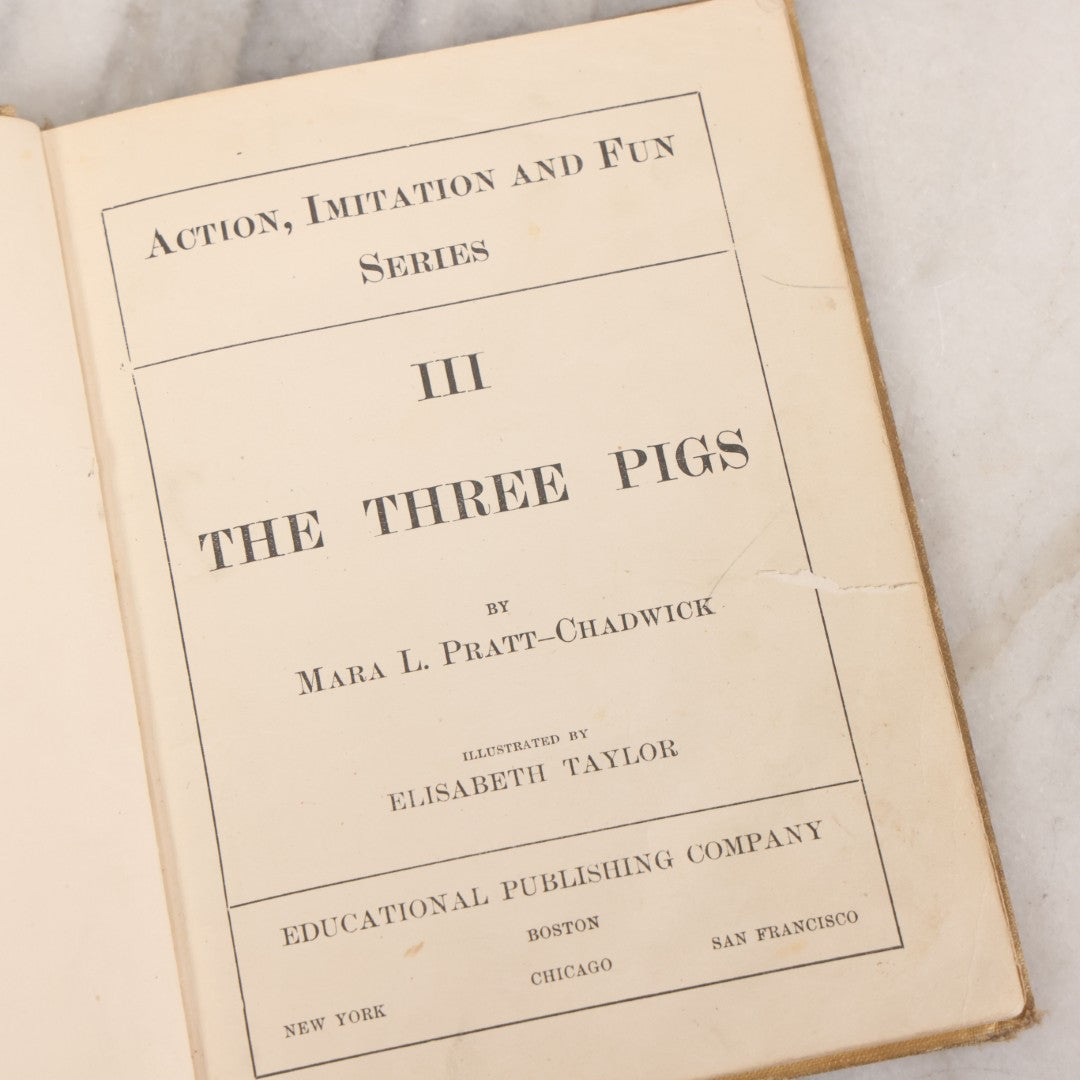 Action, Imitation and Fun
Series
III
THE THREE PIGS
BY
Mara L. Pratt-Chadwick
ILLUSTRATED BY
ELISABETH TAYLOR
EDUCATIONAL PUBLISHING COMPANY
BOSTON
NEW YORK CHICAGO SAN FRANCISCO